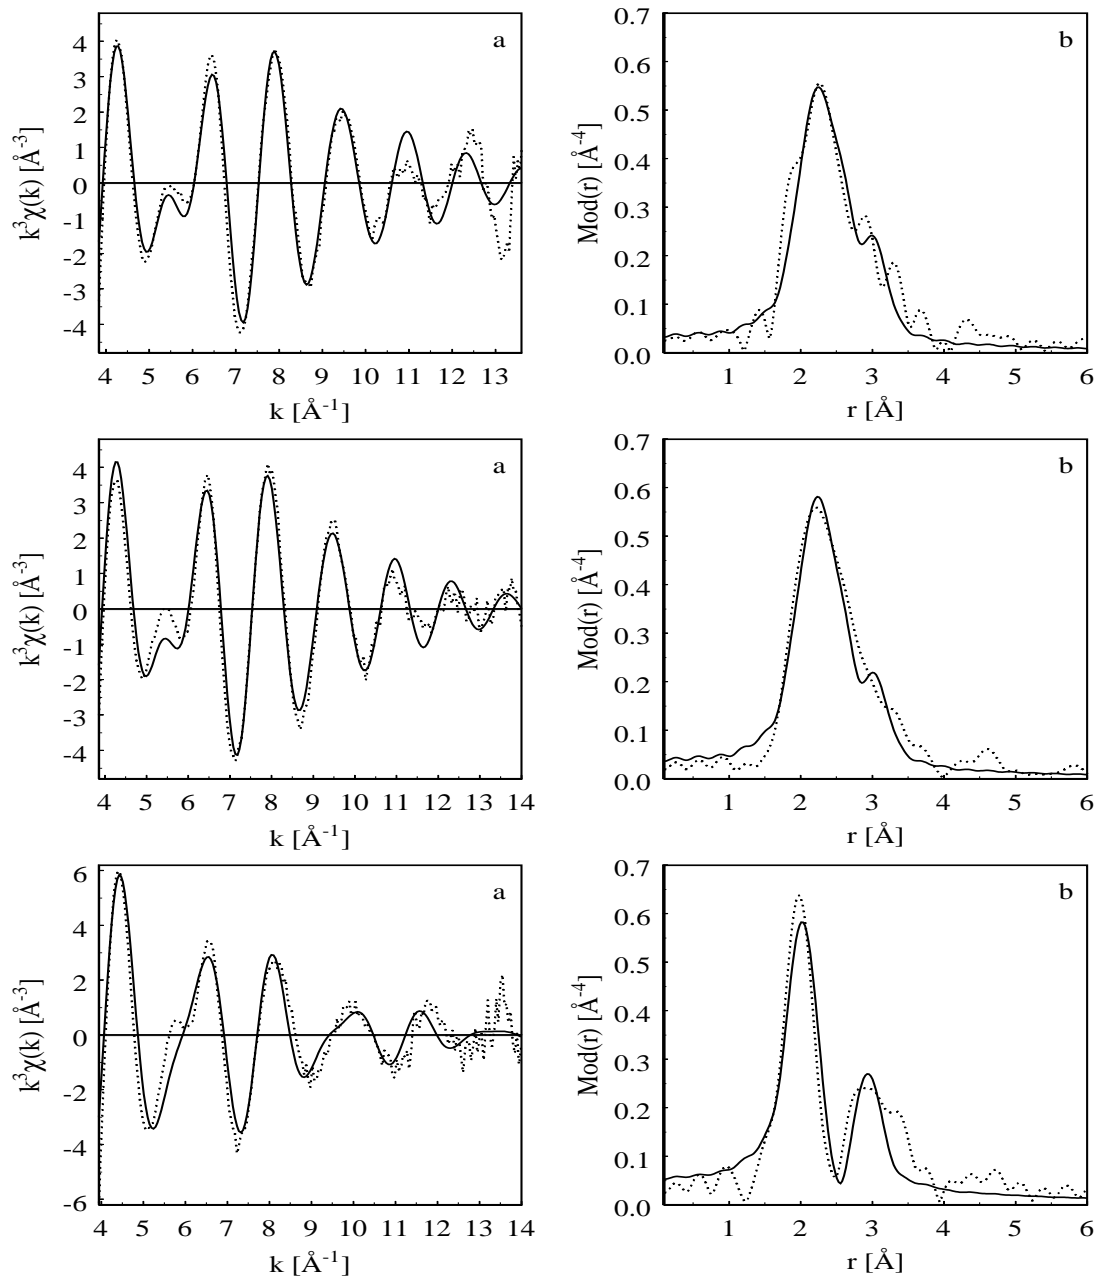 a
k³χ(k) [Å⁻³]
4
3
2
1
0
-1
-2
-3
-4
4 5 6 7 8 9 10 11 12 13
k [Å⁻¹]
b
Mod(r) [Å⁻⁴]
0.7
0.6
0.5
0.4
0.3
0.2
0.1
0.0
1 2 3 4 5 6
r [Å]
a
k³χ(k) [Å⁻³]
4
3
2
1
0
-1
-2
-3
-4
4 5 6 7 8 9 10 11 12 13 14
k [Å⁻¹]
b
Mod(r) [Å⁻⁴]
0.7
0.6
0.5
0.4
0.3
0.2
0.1
0.0
1 2 3 4 5 6
r [Å]
a
k³χ(k) [Å⁻³]
6
4
2
0
-2
-4
-6
4 5 6 7 8 9 10 11 12 13 14
k [Å⁻¹]
b
Mod(r) [Å⁻⁴]
0.7
0.6
0.5
0.4
0.3
0.2
0.1
0.0
1 2 3 4 5 6
r [Å]